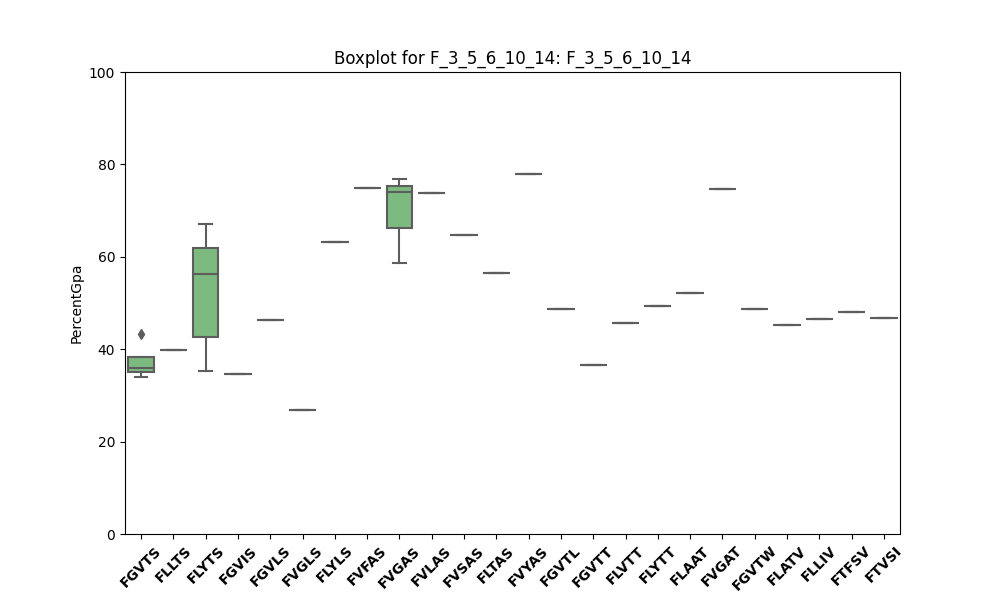 Boxplot for F_3_5_6_10_14: F_3_5_6_10_14
100
80
60
40
20
0
PercentGpa
FGVTS FLLTS FLYTS FGVIS FGVLS FVGLS FLYLS FVFAS FVGAS FVLAS FVSAS FLTAS FVYAS FGVTL FGVTT FLVTT FLYTT FLAAT FVGAT FGVTW FLATV FLLIV FTFSV FTVSI